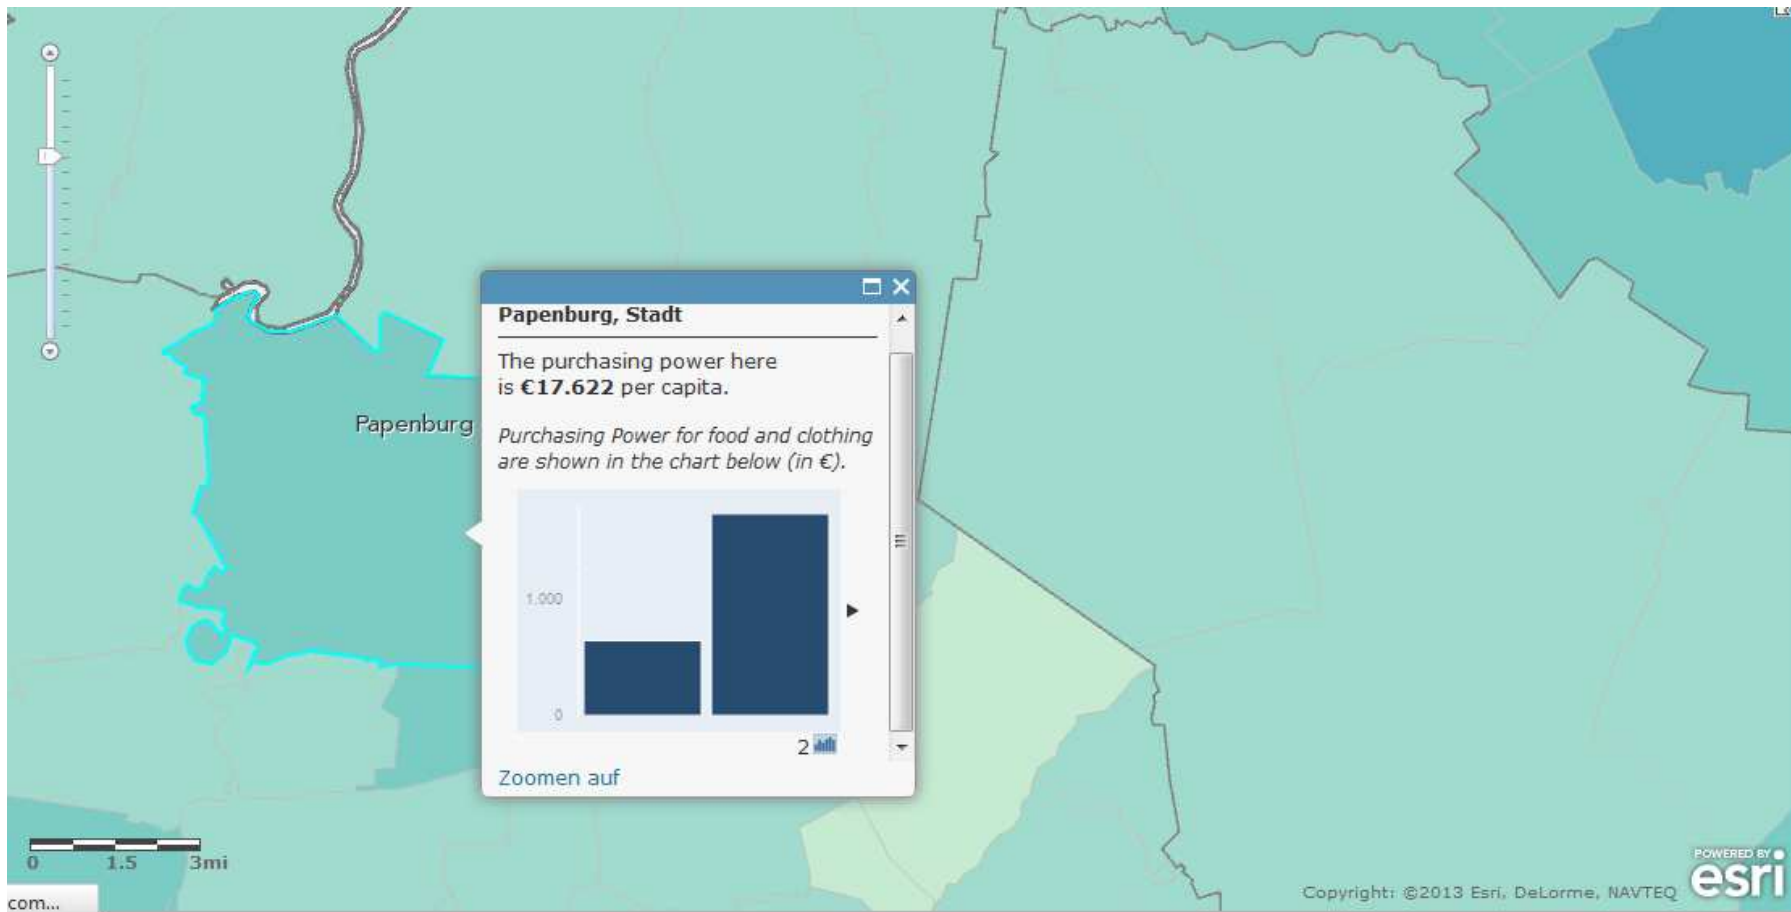 Papenburg, Stadt
The purchasing power here
is €17.622 per capita.
Papenburg
Purchasing Power for food and clothing
are shown in the chart below (in €).
1.000
0
2
Zoomen auf
0 1.5 3mi
POWERED BY
esri
Copyright: ©2013 Esri, DeLorme, NAVTEQ
com...